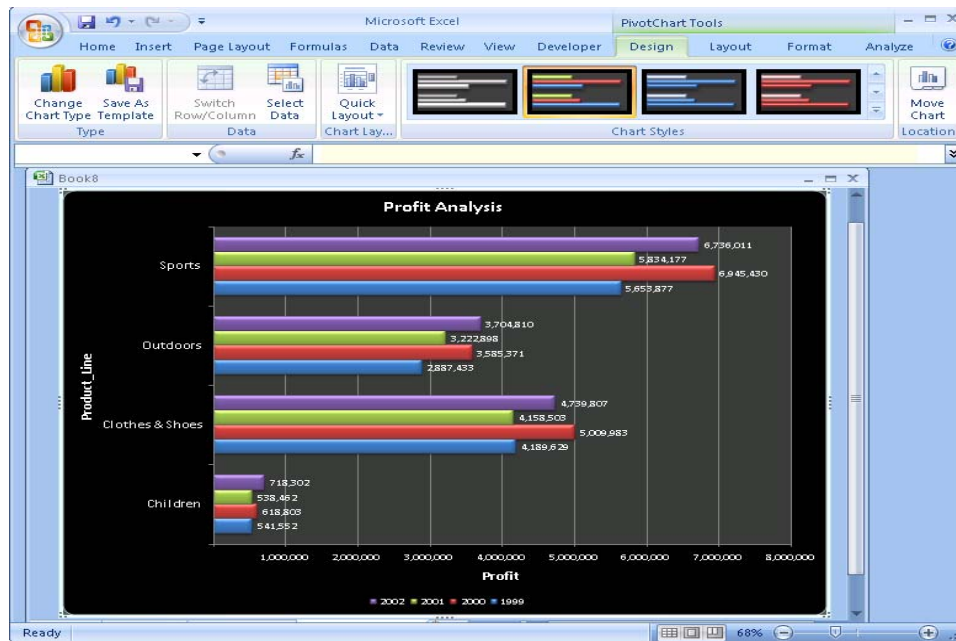 Microsoft Excel
PivotChart Tools
Home Insert Page Layout Formulas Data Review View Developer Design Layout Format Analyze
Change Chart Type
Save As Template
Switch Row/Column
Select Data
Quick Layout
Move Chart
Type Data Chart Lay... Chart Styles Location
fx
Book8
Profit Analysis
Product_Line
Sports
6,736,011
5,834,177
6,945,430
5,653,877
Outdoors
3,704,810
3,222,898
3,585,371
2,887,433
Clothes & Shoes
4,739,807
4,158,503
5,009,983
4,189,629
Children
718,302
538,462
618,803
541,552
1,000,000 2,000,000 3,000,000 4,000,000 5,000,000 6,000,000 7,000,000 8,000,000
Profit
2002 2001 2000 1999
Ready
68%